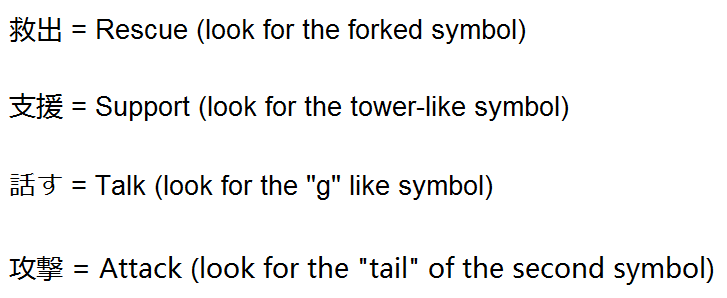 救出 = Rescue (look for the forked symbol)
支援 = Support (look for the tower-like symbol)
話す = Talk (look for the "g" like symbol)
攻撃 = Attack (look for the "tail" of the second symbol)